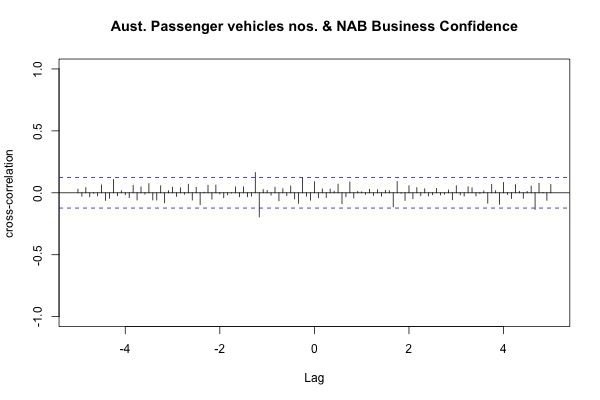 Aust. Passenger vehicles nos. & NAB Business Confidence
cross-correlation
1.0
0.5
0.0
-0.5
-1.0
-4 -2 0 2 4
Lag